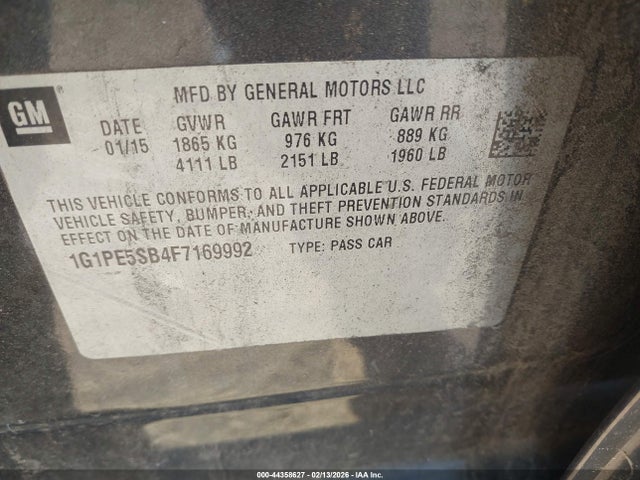 GM
MFD BY GENERAL MOTORS LLC
DATE GVWR GAWR FRT GAWR RR
01/15 1865 KG 976 KG 889 KG
4111 LB 2151 LB 1960 LB
THIS VEHICLE CONFORMS TO ALL APPLICABLE U.S. FEDERAL MOTOR
VEHICLE SAFETY, BUMPER, AND THEFT PREVENTION STANDARDS IN
EFFECT ON THE DATE OF MANUFACTURE SHOWN ABOVE.
1G1PE5SB4F7169992 TYPE: PASS CAR
000-44358627 - 02/13/2026 - IAA Inc.